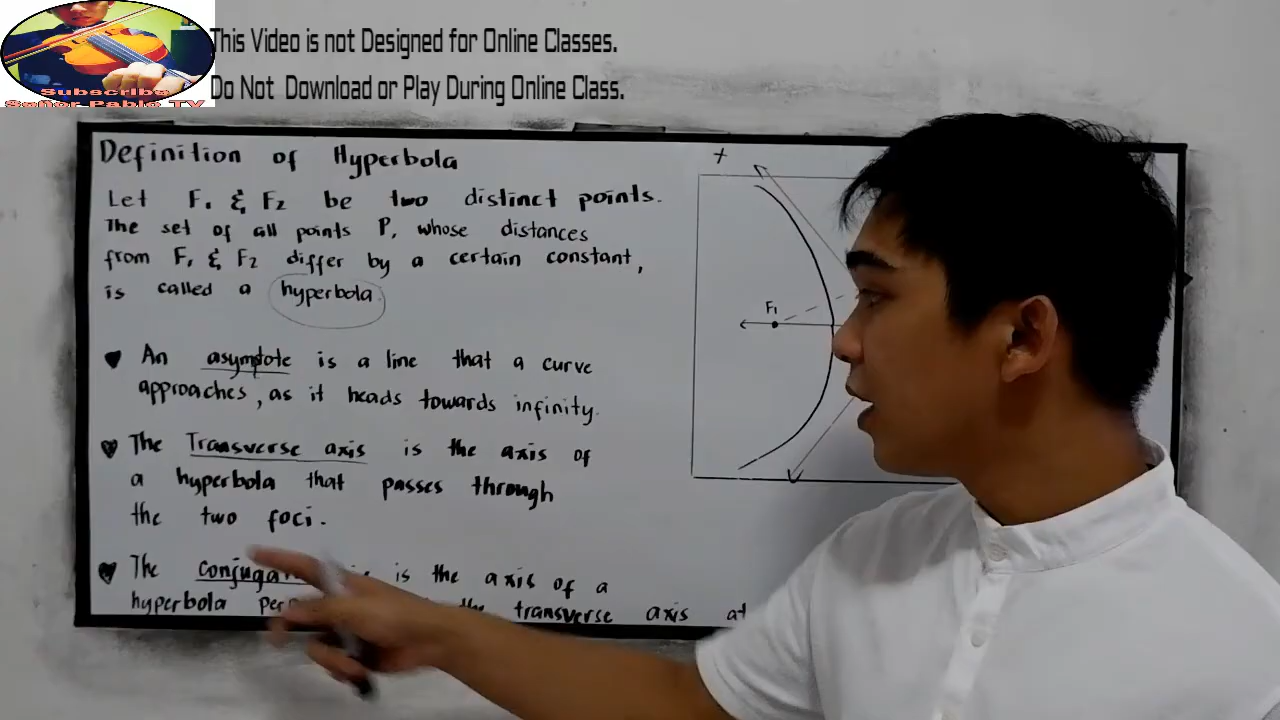 This Video is not Designed for Online Classes.
Do Not Download or Play During Online Class.
Subscribe
Señor Pablo TV
Definition of Hyperbola
Let F₁ & F₂ be two distinct points.
The set of all points P, whose distances
from F₁ & F₂ differ by a certain constant,
is called a hyperbola.
An asymptote is a line that a curve
approaches, as it heads towards infinity.
The Transverse axis is the axis of
a hyperbola that passes through
the two foci.
The is the axis of a
hyperbola the transverse axis at
F₁